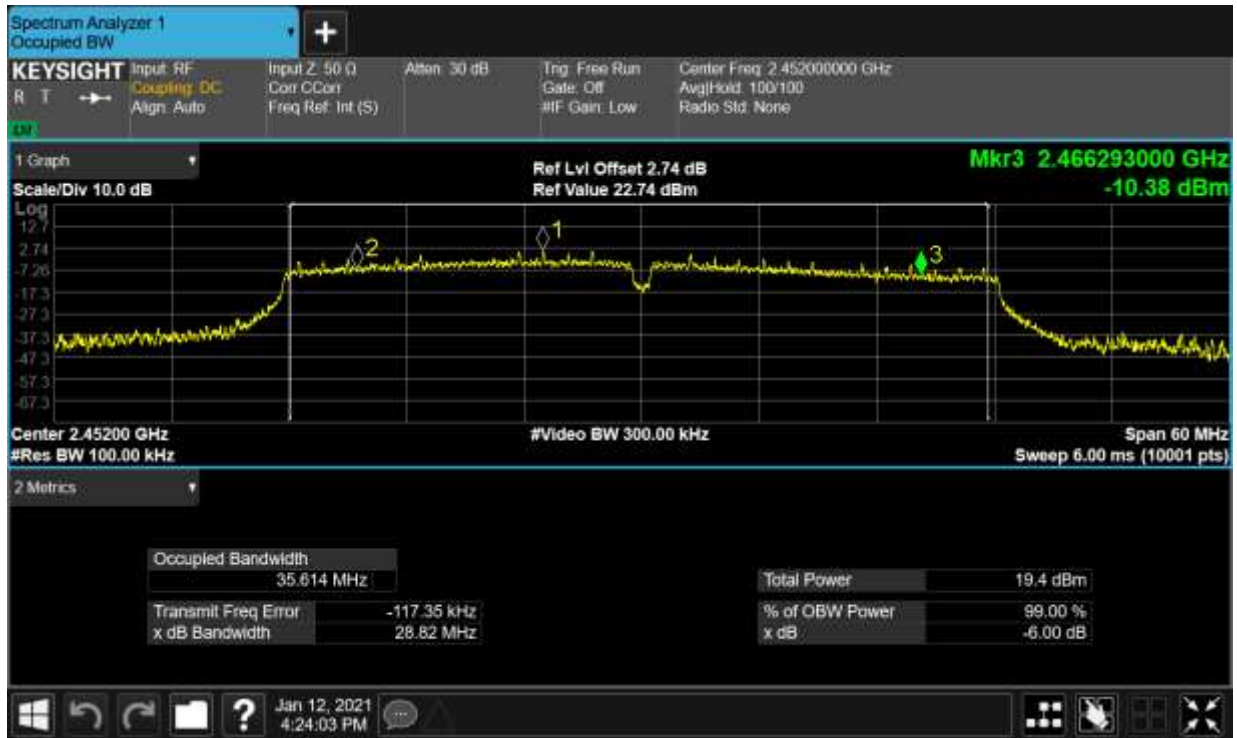 Spectrum Analyzer 1
Occupied BW
KEYSIGHT
R T
Input: RF
Coupling: DC
Align: Auto
Input Z: 50 Ω
Corr CCorr
Freq Ref: Int (S)
Atten: 30 dB
Trig: Free Run
Gate: Off
#IF Gain: Low
Center Freq: 2.452000000 GHz
Avg|Hold: 100/100
Radio Std: None
1 Graph
Scale/Div 10.0 dB
Ref Lvl Offset 2.74 dB
Ref Value 22.74 dBm
Mkr3 2.466293000 GHz
-10.38 dBm
Log
12.7
2.74
-7.26
-17.3
-27.3
-37.3
-47.3
-57.3
-67.3
2
1
3
Center 2.45200 GHz
#Res BW 100.00 kHz
#Video BW 300.00 kHz
Span 60 MHz
Sweep 6.00 ms (10001 pts)
2 Metrics
Occupied Bandwidth
35.614 MHz
Transmit Freq Error -117.35 kHz
x dB Bandwidth 28.82 MHz
Total Power 19.4 dBm
% of OBW Power 99.00 %
x dB -6.00 dB
?
Jan 12, 2021
4:24:03 PM